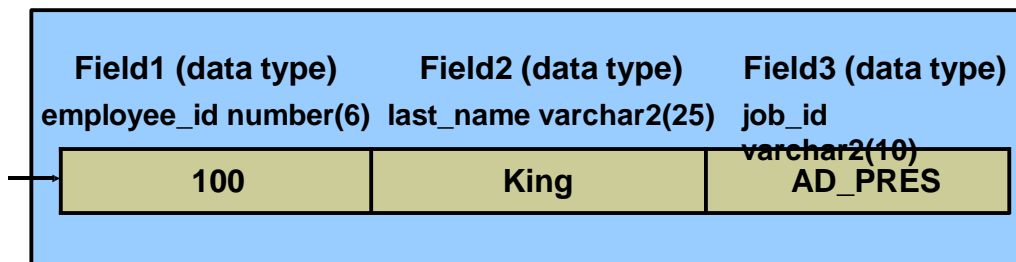 Field1 (data type) Field2 (data type) Field3 (data type)
employee_id number(6) last_name varchar2(25) job_id
varchar2(10)
100 King AD_PRES